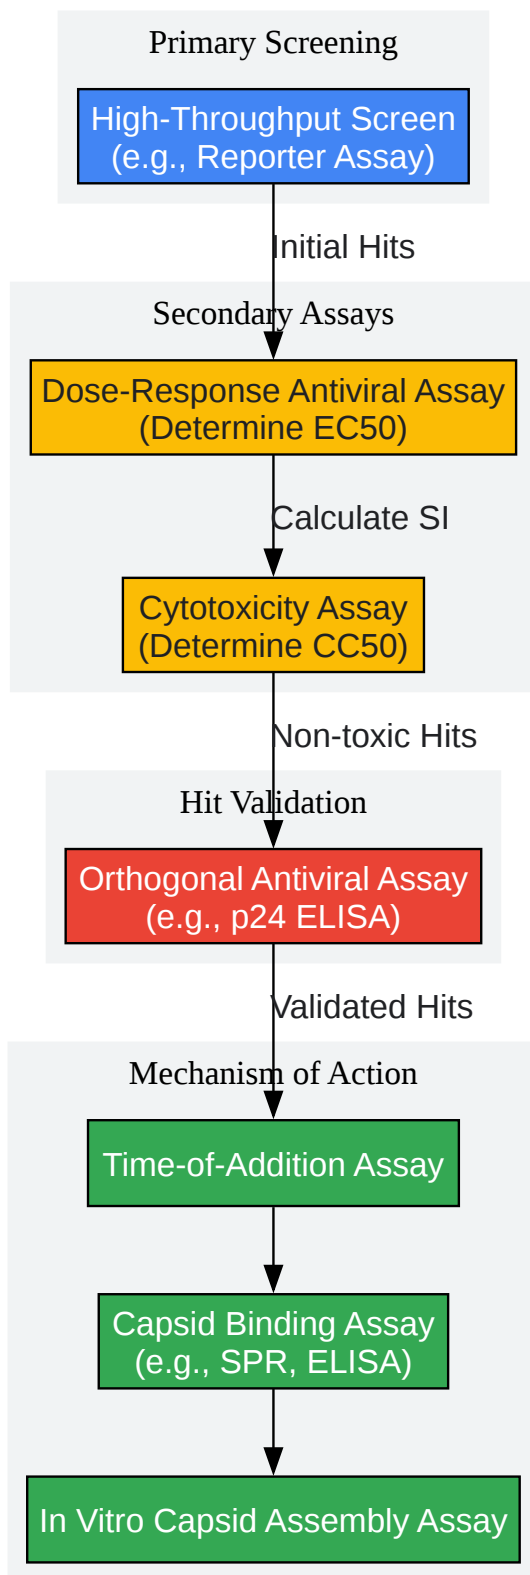 Primary Screening
High-Throughput Screen
(e.g., Reporter Assay)
Initial Hits
Secondary Assays
Dose-Response Antiviral Assay
(Determine EC50)
Calculate SI
Cytotoxicity Assay
(Determine CC50)
Non-toxic Hits
Hit Validation
Orthogonal Antiviral Assay
(e.g., p24 ELISA)
Validated Hits
Mechanism of Action
Time-of-Addition Assay
Capsid Binding Assay
(e.g., SPR, ELISA)
In Vitro Capsid Assembly Assay